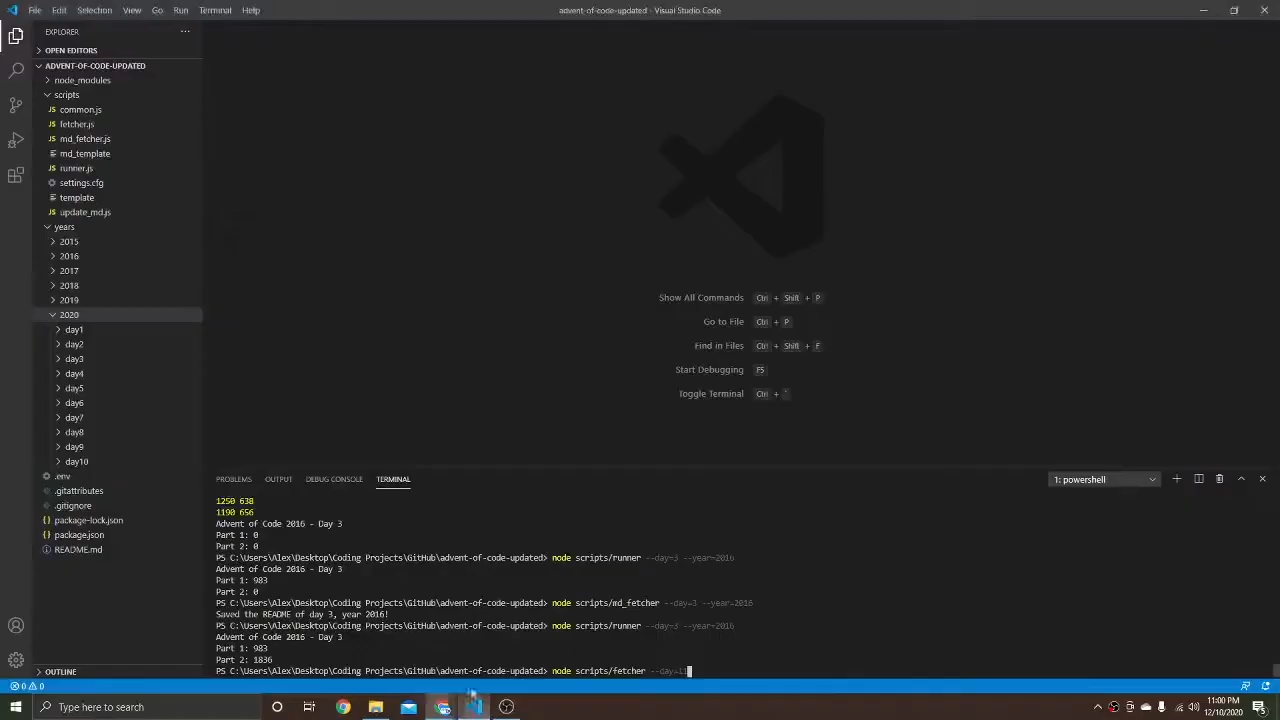 File Edit Selection View Go Run Terminal Help
advent-of-code-updated - Visual Studio Code
EXPLORER
OPEN EDITORS
ADVENT-OF-CODE-UPDATED
node_modules
scripts
JS common.js
JS fetcher.js
JS md_fetcher.js
md_template
JS runner.js
settings.cfg
template
JS update_md.js
years
2015
2016
2017
2018
2019
2020
day1
day2
day3
day4
day5
day6
day7
day8
day9
day10
.env
.gitattributes
.gitignore
{} package-lock.json
{} package.json
README.md
OUTLINE
Show All Commands Ctrl + Shift + P
Go to File Ctrl + P
Find in Files Ctrl + Shift + F
Start Debugging F5
Toggle Terminal Ctrl + `
PROBLEMS OUTPUT DEBUG CONSOLE TERMINAL
1: powershell
1250 638
1190 656
Advent of Code 2016 - Day 3
Part 1: 0
Part 2: 0
PS C:\Users\Alex\Desktop\Coding Projects\GitHub\advent-of-code-updated> node scripts/runner --day=3 --year=2016
Advent of Code 2016 - Day 3
Part 1: 983
Part 2: 0
PS C:\Users\Alex\Desktop\Coding Projects\GitHub\advent-of-code-updated> node scripts/md_fetcher --day=3 --year=2016
Saved the README of day 3, year 2016!
PS C:\Users\Alex\Desktop\Coding Projects\GitHub\advent-of-code-updated> node scripts/runner --day=3 --year=2016
Advent of Code 2016 - Day 3
Part 1: 983
Part 2: 1836
PS C:\Users\Alex\Desktop\Coding Projects\GitHub\advent-of-code-updated> node scripts/fetcher --day=11
0 0
Type here to search
11:00 PM
12/10/2020